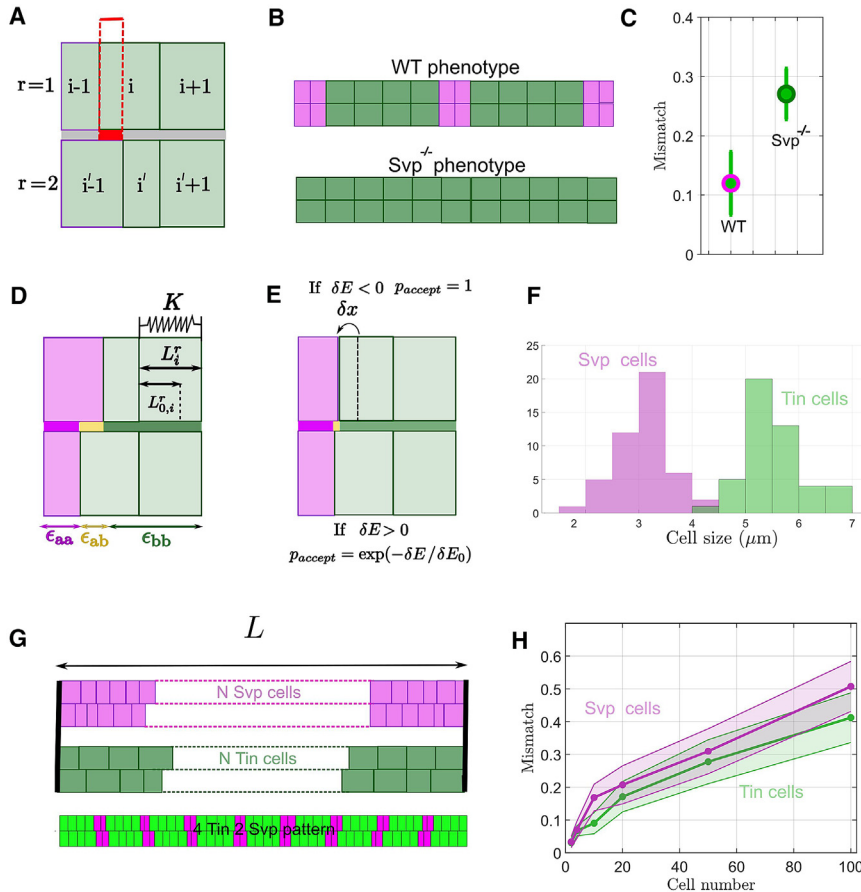 A
r=1
i-1
i
i+1
r=2
i′-1
i′
i′+1
B
WT phenotype
Svp-/- phenotype
C
0.4
0.3
0.2
0.1
0
Mismatch
WT
Svp-/-
D
K
L_i^r
L_{0,i}^r
ϵaa
ϵab
ϵbb
E
If δE < 0 p_accept = 1
δx
If δE > 0
p_accept = exp(−δE/δE_0)
F
25
20
15
10
5
0
Svp cells
Tin cells
2
3
4
5
6
7
Cell size (μm)
G
L
N Svp cells
N Tin cells
4 Tin 2 Svp pattern
H
0.6
0.5
0.4
0.3
0.2
0.1
0
Mismatch
Svp cells
Tin cells
0
20
40
60
80
100
Cell number